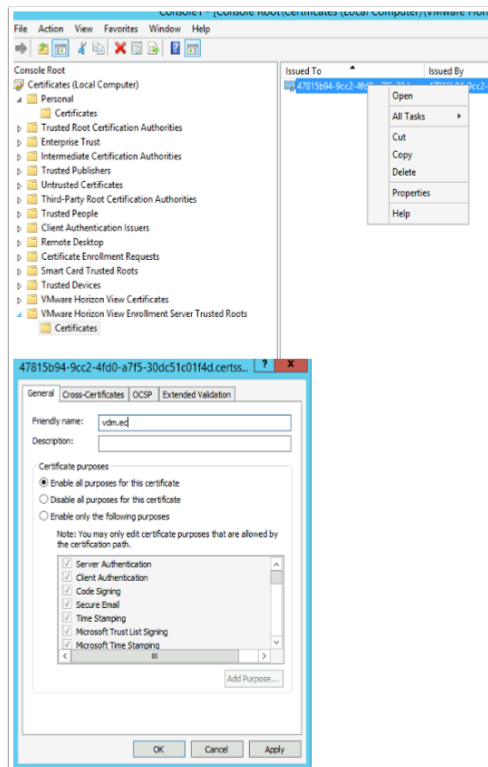 Console1 - [Console Root\Certificates (Local Computer)\VMware Horiz
File Action View Favorites Window Help
Console Root
Certificates (Local Computer)
Personal
Certificates
Trusted Root Certification Authorities
Enterprise Trust
Intermediate Certification Authorities
Trusted Publishers
Untrusted Certificates
Third-Party Root Certification Authorities
Trusted People
Client Authentication Issuers
Remote Desktop
Certificate Enrollment Requests
Smart Card Trusted Roots
Trusted Devices
VMware Horizon View Certificates
VMware Horizon View Enrollment Server Trusted Roots
Certificates
Issued To Issued By
Open
All Tasks
Cut
Copy
Delete
Properties
Help
47815b94-9cc2-4fd0-a7f5-30dc51c01f4d.certss... ? x
General Cross-Certificates OCSP Extended Validation
Friendly name: vdm.ec
Description:
Certificate purposes
Enable all purposes for this certificate
Disable all purposes for this certificate
Enable only the following purposes
Note: You may only edit certificate purposes that are allowed by
the certification path.
Server Authentication
Client Authentication
Code Signing
Secure Email
Time Stamping
Microsoft Trust List Signing
Microsoft Time Stamping
Add Purpose...
OK Cancel Apply